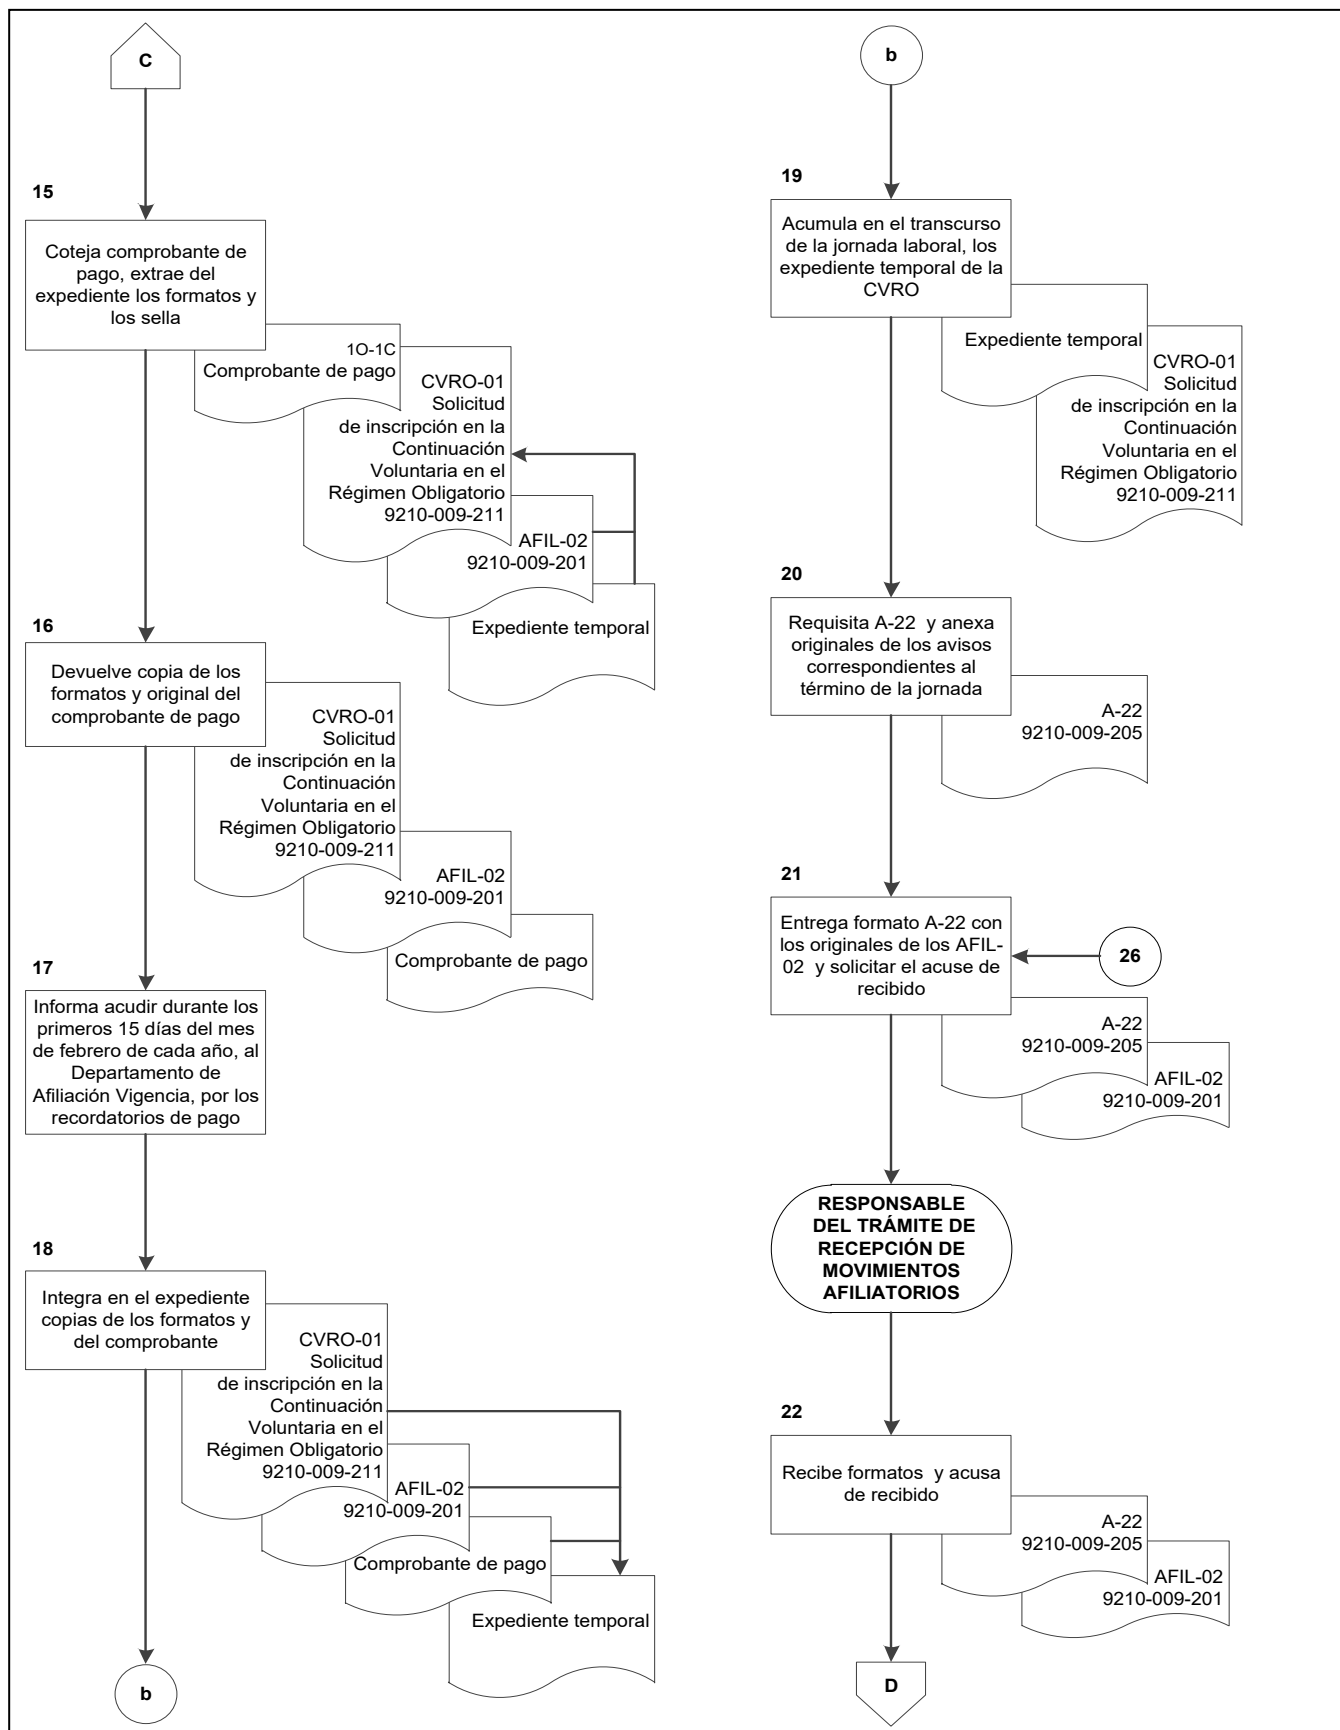 C
15
Coteja comprobante de
pago, extrae del
expediente los formatos y
los sella
1O-1C
Comprobante de pago
CVRO-01
Solicitud
de inscripción en la
Continuación
Voluntaria en el
Régimen Obligatorio
9210-009-211
AFIL-02
9210-009-201
Expediente temporal
16
Devuelve copia de los
formatos y original del
comprobante de pago
CVRO-01
Solicitud
de inscripción en la
Continuación
Voluntaria en el
Régimen Obligatorio
9210-009-211
AFIL-02
9210-009-201
Comprobante de pago
17
Informa acudir durante los
primeros 15 días del mes
de febrero de cada año, al
Departamento de
Afiliación Vigencia, por los
recordatorios de pago
18
Integra en el expediente
copias de los formatos y
del comprobante
CVRO-01
Solicitud
de inscripción en la
Continuación
Voluntaria en el
Régimen Obligatorio
9210-009-211
AFIL-02
9210-009-201
Comprobante de pago
Expediente temporal
b
b
19
Acumula en el transcurso
de la jornada laboral, los
expediente temporal de la
CVRO
Expediente temporal
CVRO-01
Solicitud
de inscripción en la
Continuación
Voluntaria en el
Régimen Obligatorio
9210-009-211
20
Requisita A-22 y anexa
originales de los avisos
correspondientes al
término de la jornada
A-22
9210-009-205
21
Entrega formato A-22 con
los originales de los AFIL-
02 y solicitar el acuse de
recibido
26
A-22
9210-009-205
AFIL-02
9210-009-201
RESPONSABLE
DEL TRÁMITE DE
RECEPCIÓN DE
MOVIMIENTOS
AFILIATORIOS
22
Recibe formatos y acusa
de recibido
A-22
9210-009-205
AFIL-02
9210-009-201
D